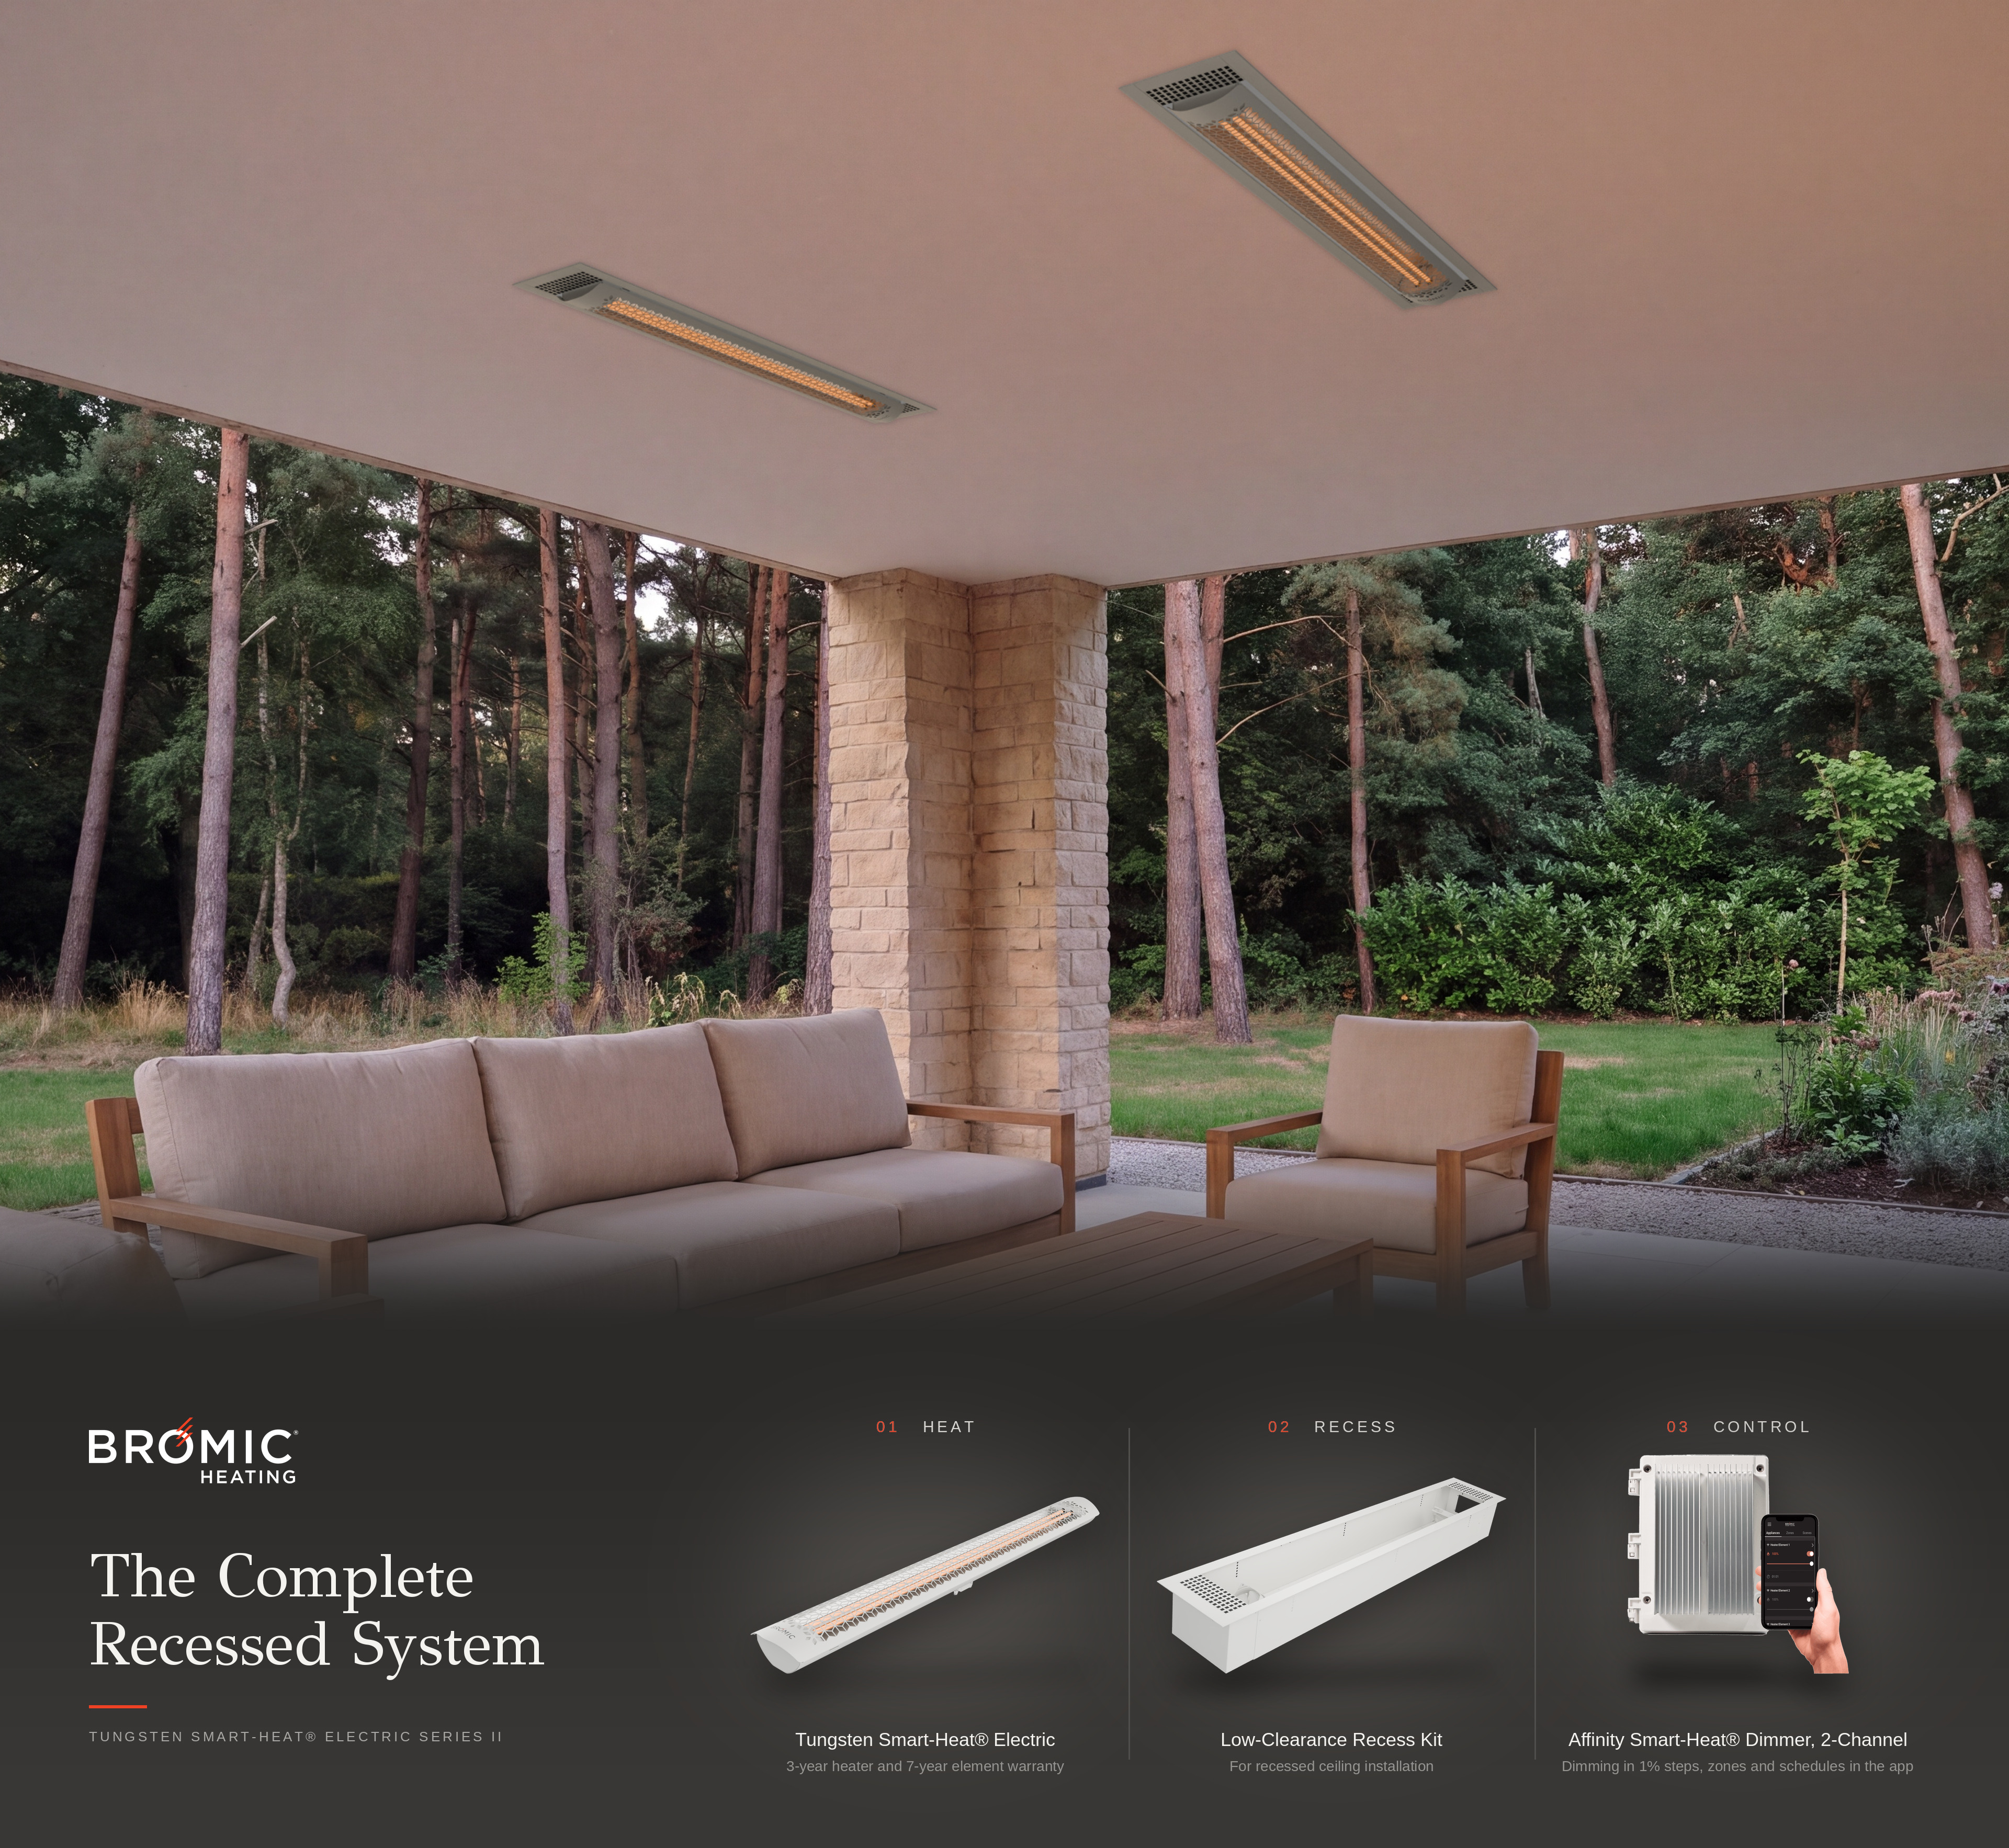 BROMIC®
HEATING
The Complete
Recessed System
TUNGSTEN SMART-HEAT® ELECTRIC SERIES II
01 HEAT
Tungsten Smart-Heat® Electric
3-year heater and 7-year element warranty
02 RECESS
Low-Clearance Recess Kit
For recessed ceiling installation
03 CONTROL
Affinity Smart-Heat® Dimmer, 2-Channel
Dimming in 1% steps, zones and schedules in the app